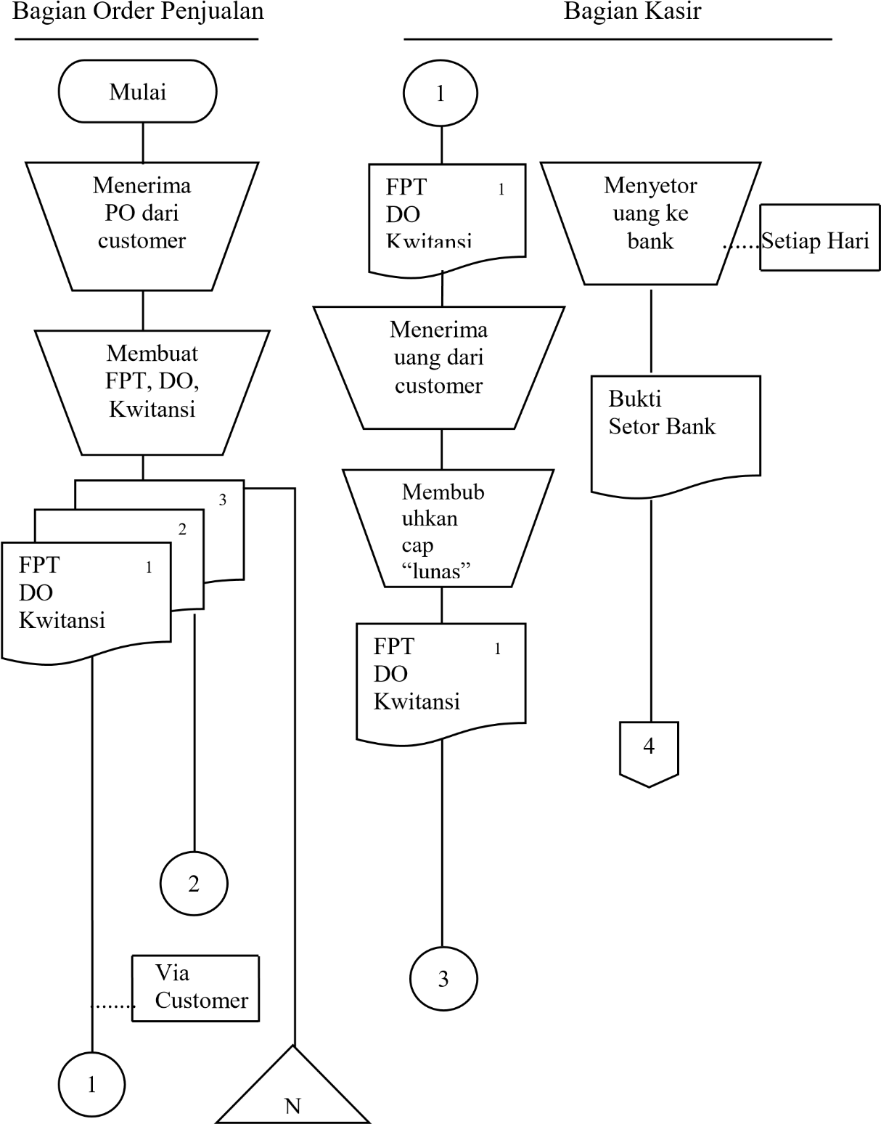 Bagian Order Penjualan
Mulai
Menerima
PO dari
customer
Membuat
FPT, DO,
Kwitansi
3
2
FPT 1
DO
Kwitansi
2
Via
Customer
1
N
Bagian Kasir
1
FPT 1
DO
Kwitansi
Menerima
uang dari
customer
Membub
uhkan
cap
“lunas”
FPT 1
DO
Kwitansi
3
Menyetor
uang ke
bank
......Setiap Hari
Bukti
Setor Bank
4